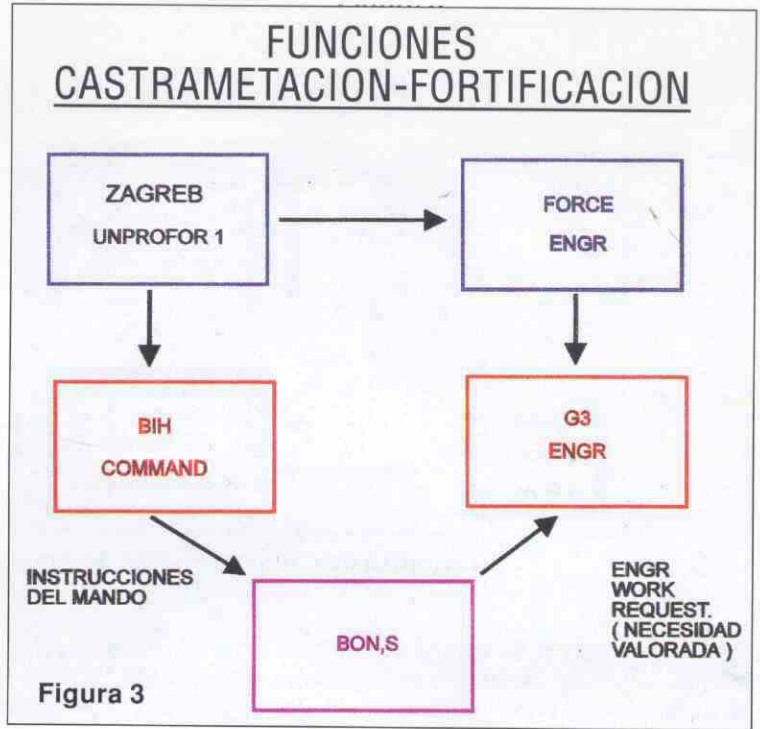 FUNCIONES
CASTRAMETACION-FORTIFICACION
ZAGREB
UNPROFOR 1
FORCE
ENGR
BIH
COMMAND
G3
ENGR
INSTRUCCIONES
DEL MANDO
BON,S
ENGR
WORK
REQUEST.
( NECESIDAD
VALORADA )
Figura 3